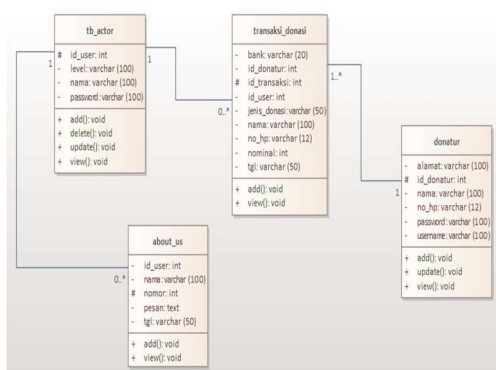 tb_actor
# id_user: int
- level: varchar (100)
- nama: varchar (100)
- password: varchar (100)
+ add(): void
+ delete(): void
+ update(): void
+ view(): void
1
1
transaksi_donasi
- bank: varchar (20)
- id_donatur: int
# id_transaksi: int
- id_user: int
- jenis_donasi: varchar (50)
- nama: varchar (100)
- no_hp: varchar (12)
- nominal: int
- tgl: varchar (50)
+ add(): void
+ view(): void
0..*
1..*
donatur
- alamat: varchar (100)
# id_donatur: int
- nama: varchar (100)
- no_hp: varchar (12)
- password: varchar (100)
- username: varchar (100)
+ add(): void
+ update(): void
+ view(): void
1
about_us
- id_user: int
- nama: varchar (100)
# nomor: int
- pesan: text
- tgl: varchar (50)
+ add(): void
+ view(): void
0..*